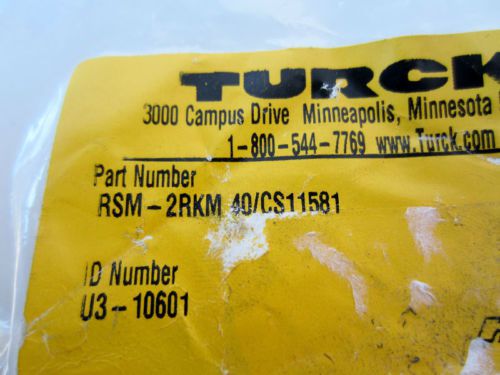 TURCK
3000 Campus Drive Minneapolis, Minnesota
1-800-544-7769 www.Turck.com
Part Number
RSM-2RKM 40/CS11581
ID Number
U3-10601